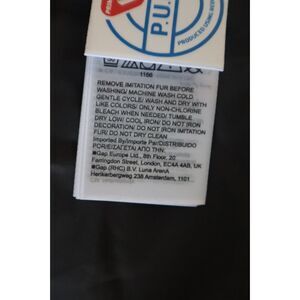 P.U.
PRODUCED USING RESP
1166
REMOVE IMITATION FUR BEFORE
WASHING/ MACHINE WASH COLD
GENTLE CYCLE/ WASH AND DRY WITH
LIKE COLORS/ ONLY NON-CHLORINE
BLEACH WHEN NEEDED/ TUMBLE
DRY LOW/ COOL IRON/ DO NOT IRON
DECORATION/ DO NOT IRON IMITATION
FUR/ DO NOT DRY CLEAN
Imported By/Importe Par/DISTRIBUIDO
POR/ΕΙΣΑΓΕΤΑΙ ΑΠΟ ΤΗΝ:
■Gap Europe Ltd., 8th Floor, 20
Farringdon Street, London, EC4A 4AB, UK
■Gap (RHC) B.V. Luna ArenA
Herikerbergweg 238 Amsterdam, 1101